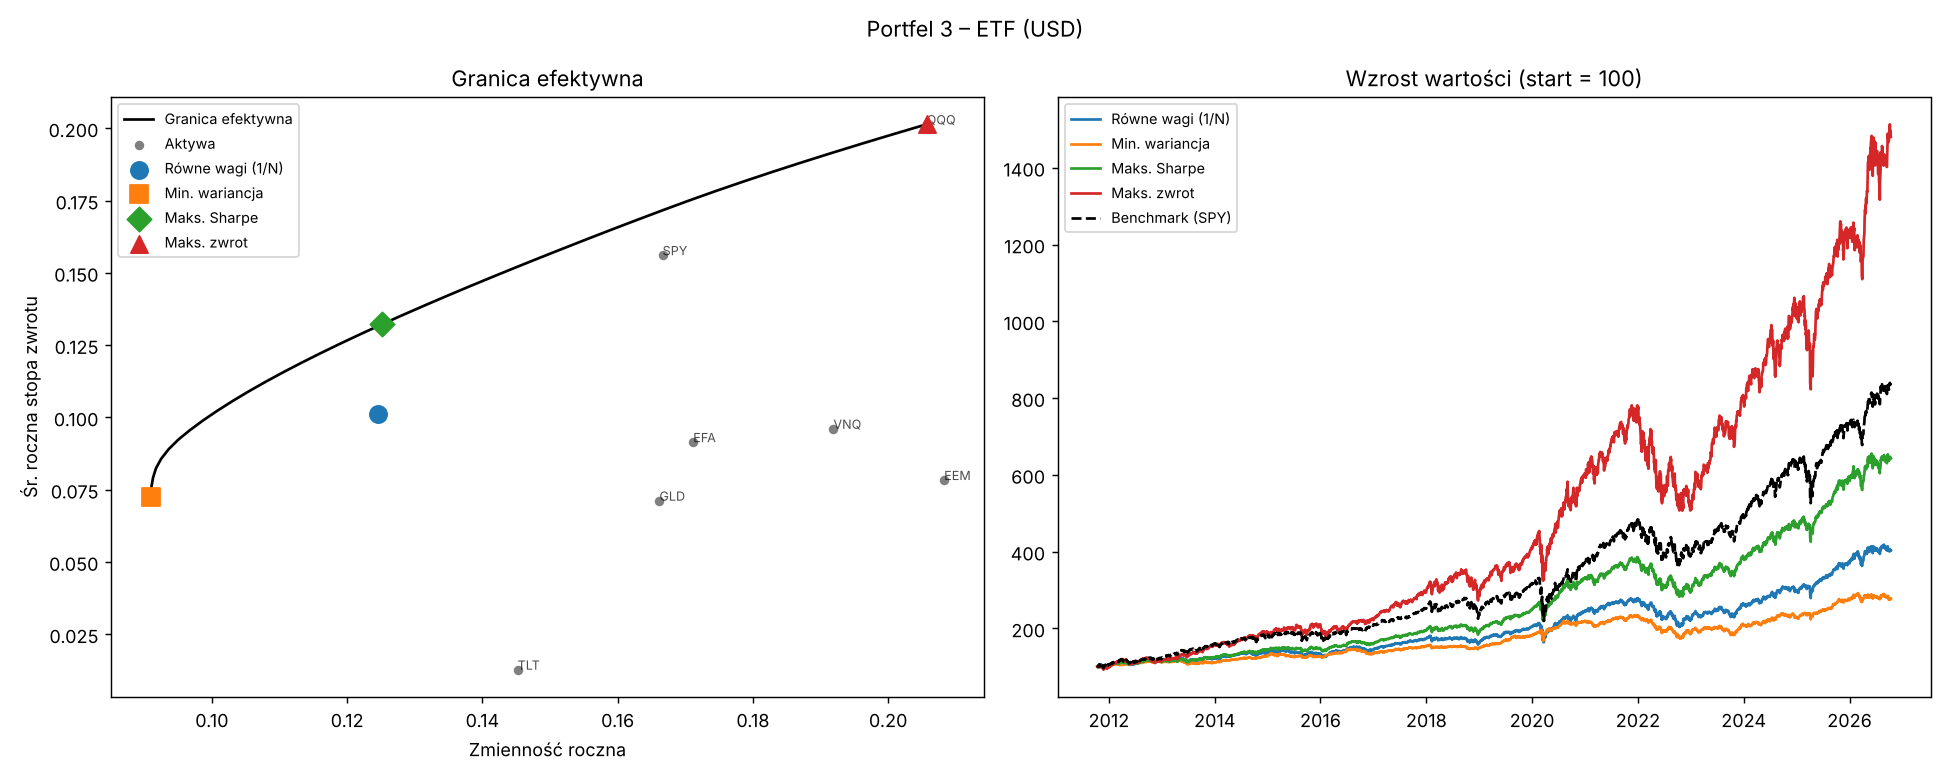 Portfel 3 – ETF (USD)
Granica efektywna
Granica efektywna
Aktywa
Równe wagi (1/N)
Min. wariancja
Maks. Sharpe
Maks. zwrot
QQQ
SPY
VNQ
EFA
EEM
GLD
TLT
0.200
0.175
0.150
0.125
0.100
0.075
0.050
0.025
Śr. roczna stopa zwrotu
0.10
0.12
0.14
0.16
0.18
0.20
Zmienność roczna
Wzrost wartości (start = 100)
Równe wagi (1/N)
Min. wariancja
Maks. Sharpe
Maks. zwrot
Benchmark (SPY)
1400
1200
1000
800
600
400
200
2012
2014
2016
2018
2020
2022
2024
2026